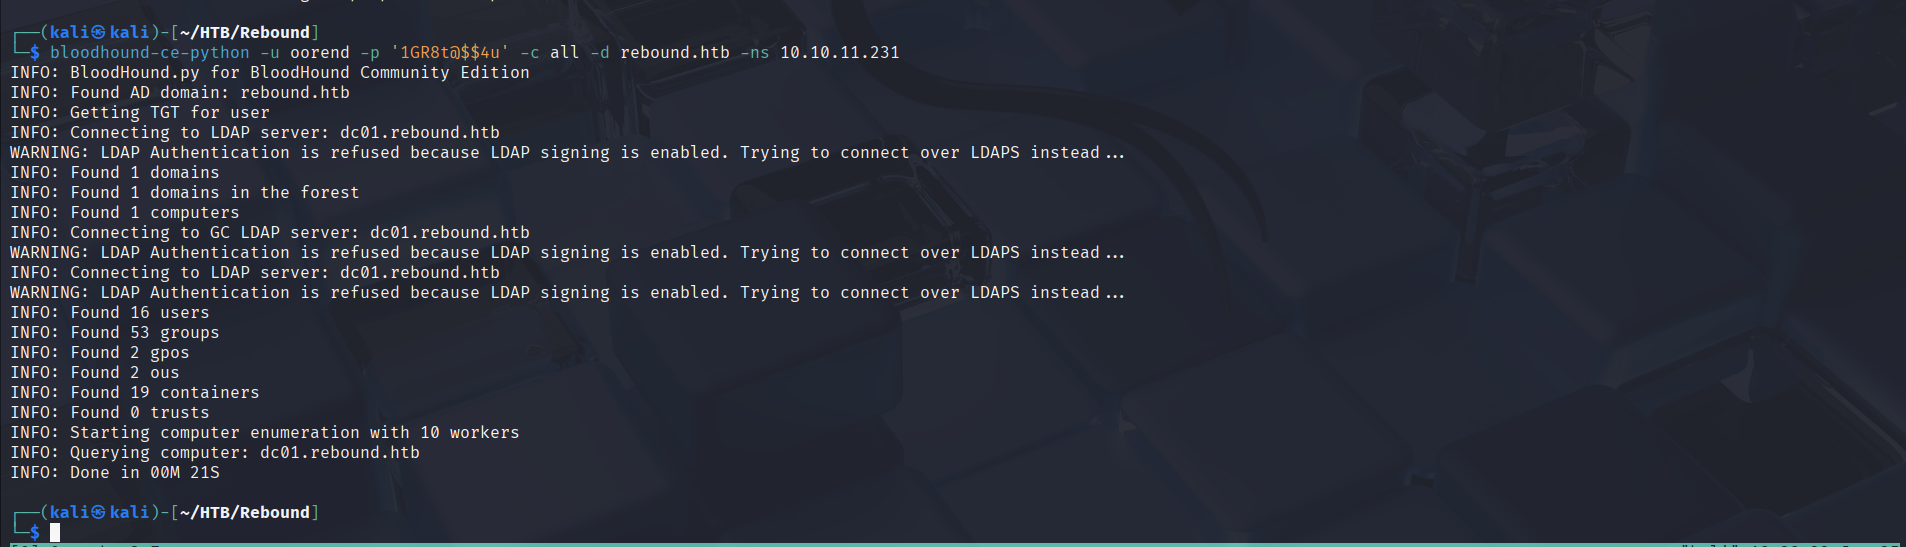 ┌──(kali㉿kali)-[~/HTB/Rebound]
└─$ bloodhound-ce-python -u oorend -p '1GR8t@$$4u' -c all -d rebound.htb -ns 10.10.11.231
INFO: BloodHound.py for BloodHound Community Edition
INFO: Found AD domain: rebound.htb
INFO: Getting TGT for user
INFO: Connecting to LDAP server: dc01.rebound.htb
WARNING: LDAP Authentication is refused because LDAP signing is enabled. Trying to connect over LDAPS instead...
INFO: Found 1 domains
INFO: Found 1 domains in the forest
INFO: Found 1 computers
INFO: Connecting to GC LDAP server: dc01.rebound.htb
WARNING: LDAP Authentication is refused because LDAP signing is enabled. Trying to connect over LDAPS instead...
INFO: Connecting to LDAP server: dc01.rebound.htb
WARNING: LDAP Authentication is refused because LDAP signing is enabled. Trying to connect over LDAPS instead...
INFO: Found 16 users
INFO: Found 53 groups
INFO: Found 2 gpos
INFO: Found 2 ous
INFO: Found 19 containers
INFO: Found 0 trusts
INFO: Starting computer enumeration with 10 workers
INFO: Querying computer: dc01.rebound.htb
INFO: Done in 00M 21S
┌──(kali㉿kali)-[~/HTB/Rebound]
└─$